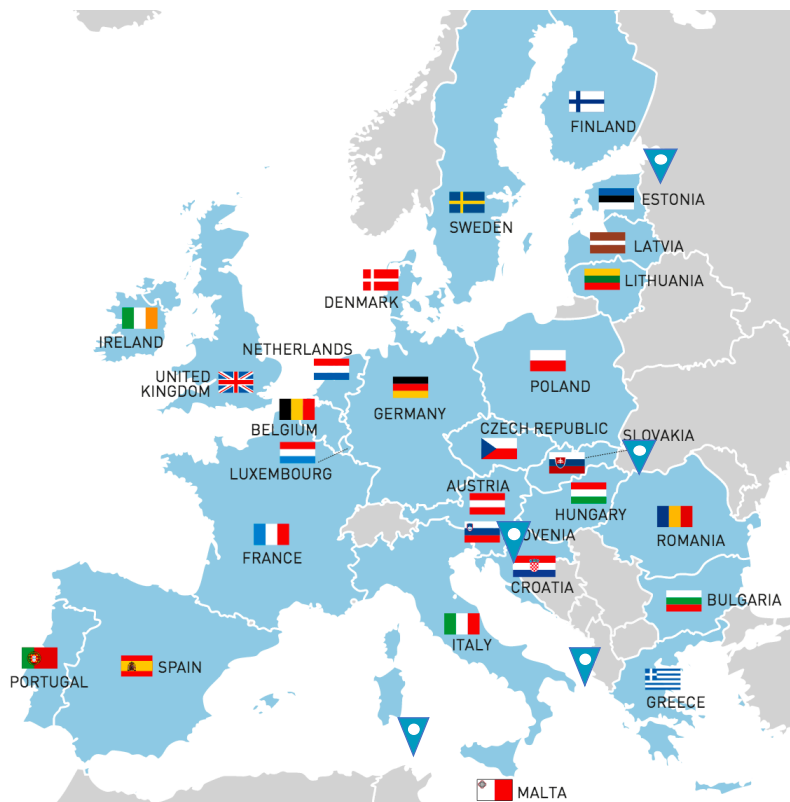 FINLAND
ESTONIA
SWEDEN
LATVIA
LITHUANIA
DENMARK
IRELAND
NETHERLANDS
UNITED
KINGDOM
POLAND
GERMANY
BELGIUM
CZECH REPUBLIC
SLOVAKIA
LUXEMBOURG
AUSTRIA
HUNGARY
OVENIA
ROMANIA
FRANCE
CROATIA
BULGARIA
ITALY
SPAIN
PORTUGAL
GREECE
MALTA